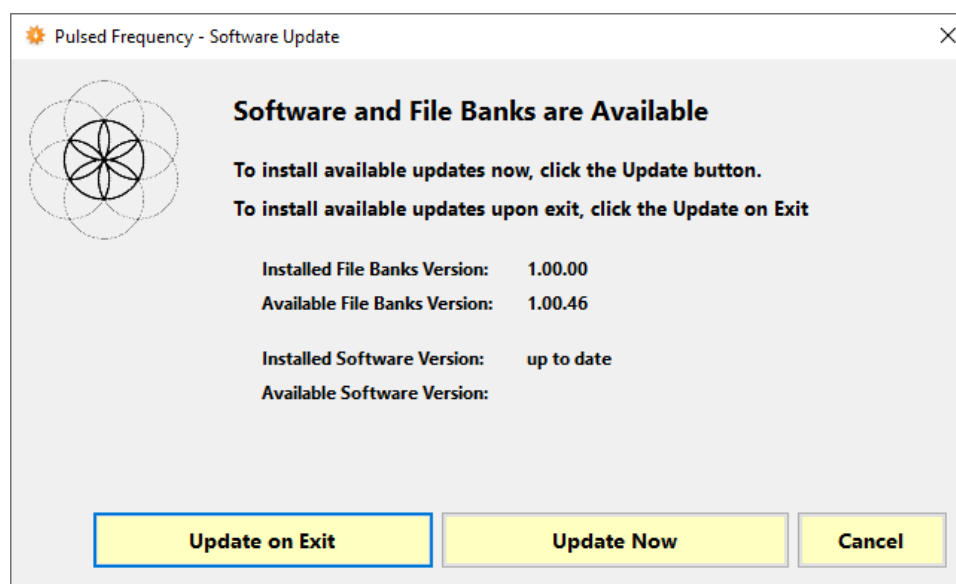 Pulsed Frequency - Software Update
Software and File Banks are Available
To install available updates now, click the Update button.
To install available updates upon exit, click the Update on Exit
Installed File Banks Version: 1.00.00
Available File Banks Version: 1.00.46
Installed Software Version: up to date
Available Software Version:
Update on Exit Update Now Cancel